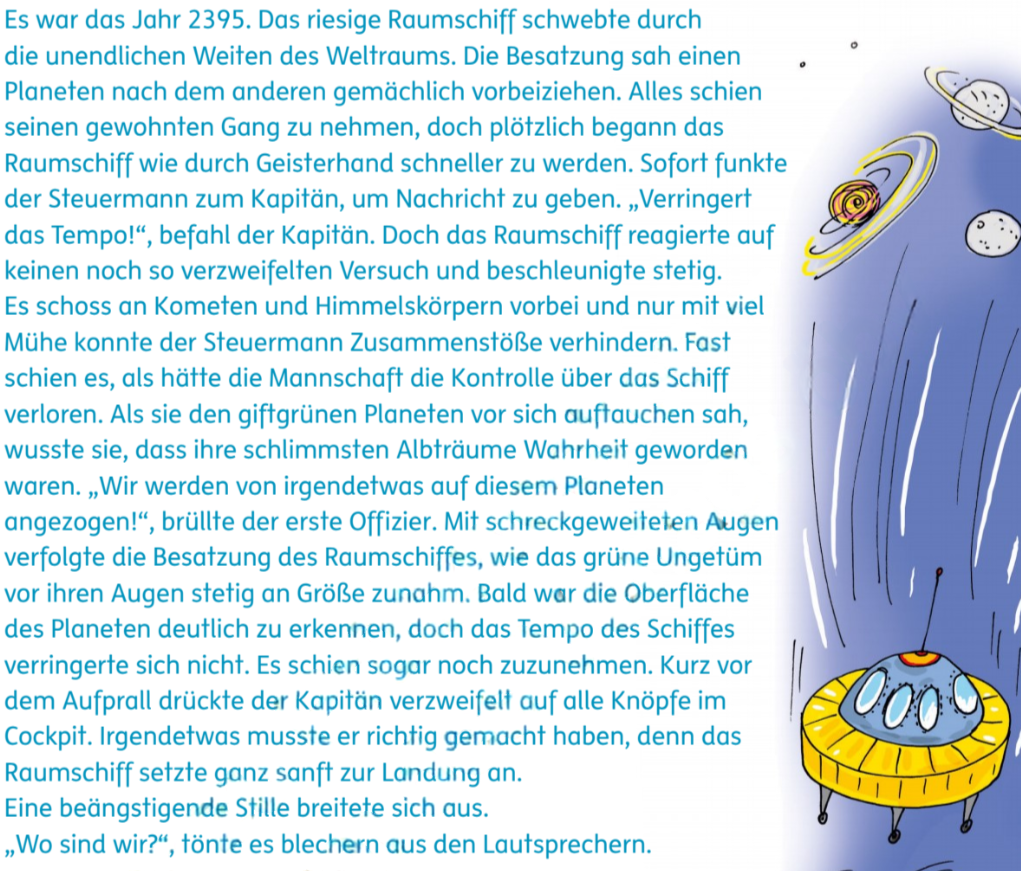 Es war das Jahr 2395. Das riesige Raumschiff schwebte durch
die unendlichen Weiten des Weltraums. Die Besatzung sah einen
Planeten nach dem anderen gemächlich vorbeiziehen. Alles schien
seinen gewohnten Gang zu nehmen, doch plötzlich begann das
Raumschiff wie durch Geisterhand schneller zu werden. Sofort funkte
der Steuermann zum Kapitän, um Nachricht zu geben. „Verringert
das Tempo!“, befahl der Kapitän. Doch das Raumschiff reagierte auf
keinen noch so verzweifelten Versuch und beschleunigte stetig.
Es schoss an Kometen und Himmelskörpern vorbei und nur mit viel
Mühe konnte der Steuermann Zusammenstöße verhindern. Fast
schien es, als hätte die Mannschaft die Kontrolle über das Schiff
verloren. Als sie den giftgrünen Planeten vor sich auftauchen sah,
wusste sie, dass ihre schlimmsten Albträume Wahrheit geworden
waren. „Wir werden von irgendetwas auf diesem Planeten
angezogen!“, brüllte der erste Offizier. Mit schreckgeweiteten Augen
verfolgte die Besatzung des Raumschiffes, wie das grüne Ungetüm
vor ihren Augen stetig an Größe zunahm. Bald war die Oberfläche
des Planeten deutlich zu erkennen, doch das Tempo des Schiffes
verringerte sich nicht. Es schien sogar noch zuzunehmen. Kurz vor
dem Aufprall drückte der Kapitän verzweifelt auf alle Knöpfe im
Cockpit. Irgendetwas musste er richtig gemacht haben, denn das
Raumschiff setzte ganz sanft zur Landung an.
Eine beängstigende Stille breitete sich aus.
„Wo sind wir?“, tönte es blechern aus den Lautsprechern.